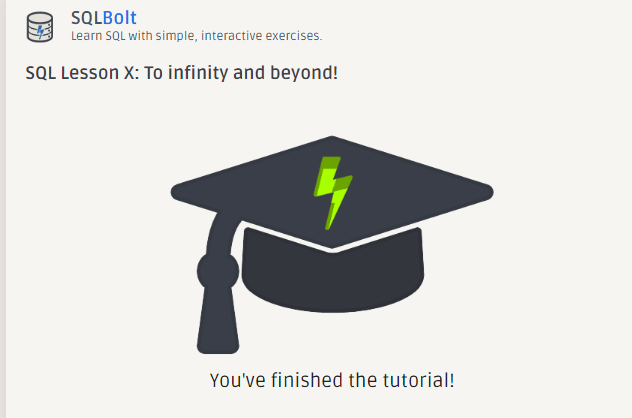 SQLBolt
Learn SQL with simple, interactive exercises.
SQL Lesson X: To infinity and beyond!
You've finished the tutorial!